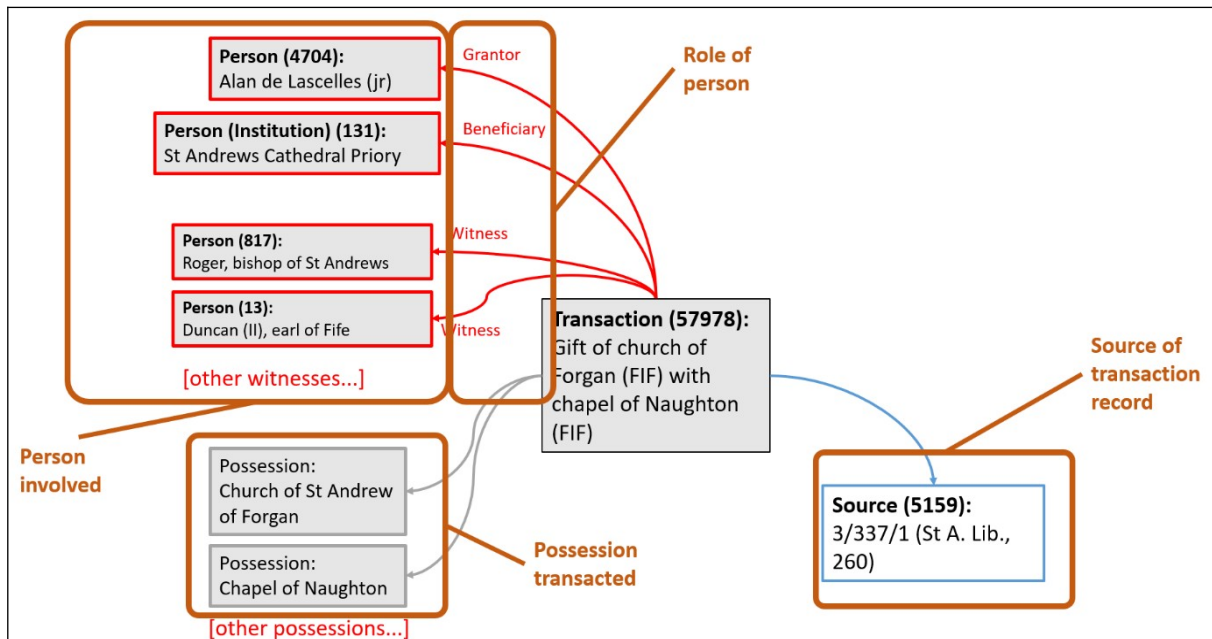 Person (4704):
Alan de Lascelles (jr)
Grantor
Role of
person
Person (Institution) (131):
St Andrews Cathedral Priory
Beneficiary
Person (817):
Roger, bishop of St Andrews
Witness
Person (13):
Duncan (II), earl of Fife
Witness
[other witnesses...]
Transaction (57978):
Gift of church of
Forgan (FIF) with
chapel of Naughton
(FIF)
Source of
transaction
record
Person
involved
Possession:
Church of St Andrew
of Forgan
Possession:
Chapel of Naughton
[other possessions...]
Possession
transacted
Source (5159):
3/337/1 (St A. Lib.,
260)